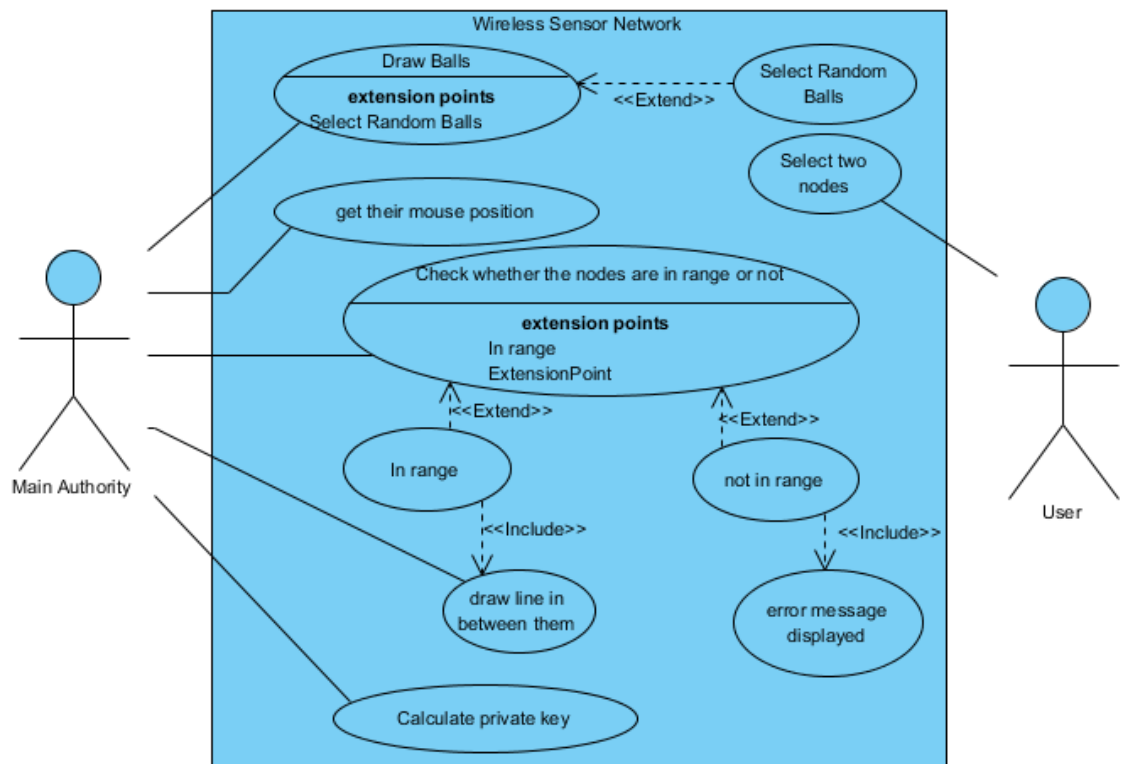 Wireless Sensor Network
Draw Balls
extension points
Select Random Balls
<<Extend>>
Select Random
Balls
Select two
nodes
get their mouse position
Check whether the nodes are in range or not
extension points
In range
ExtensionPoint
<<Extend>>
<<Extend>>
In range
not in range
Main Authority
User
<<Include>>
<<Include>>
draw line in
between them
error message
displayed
Calculate private key